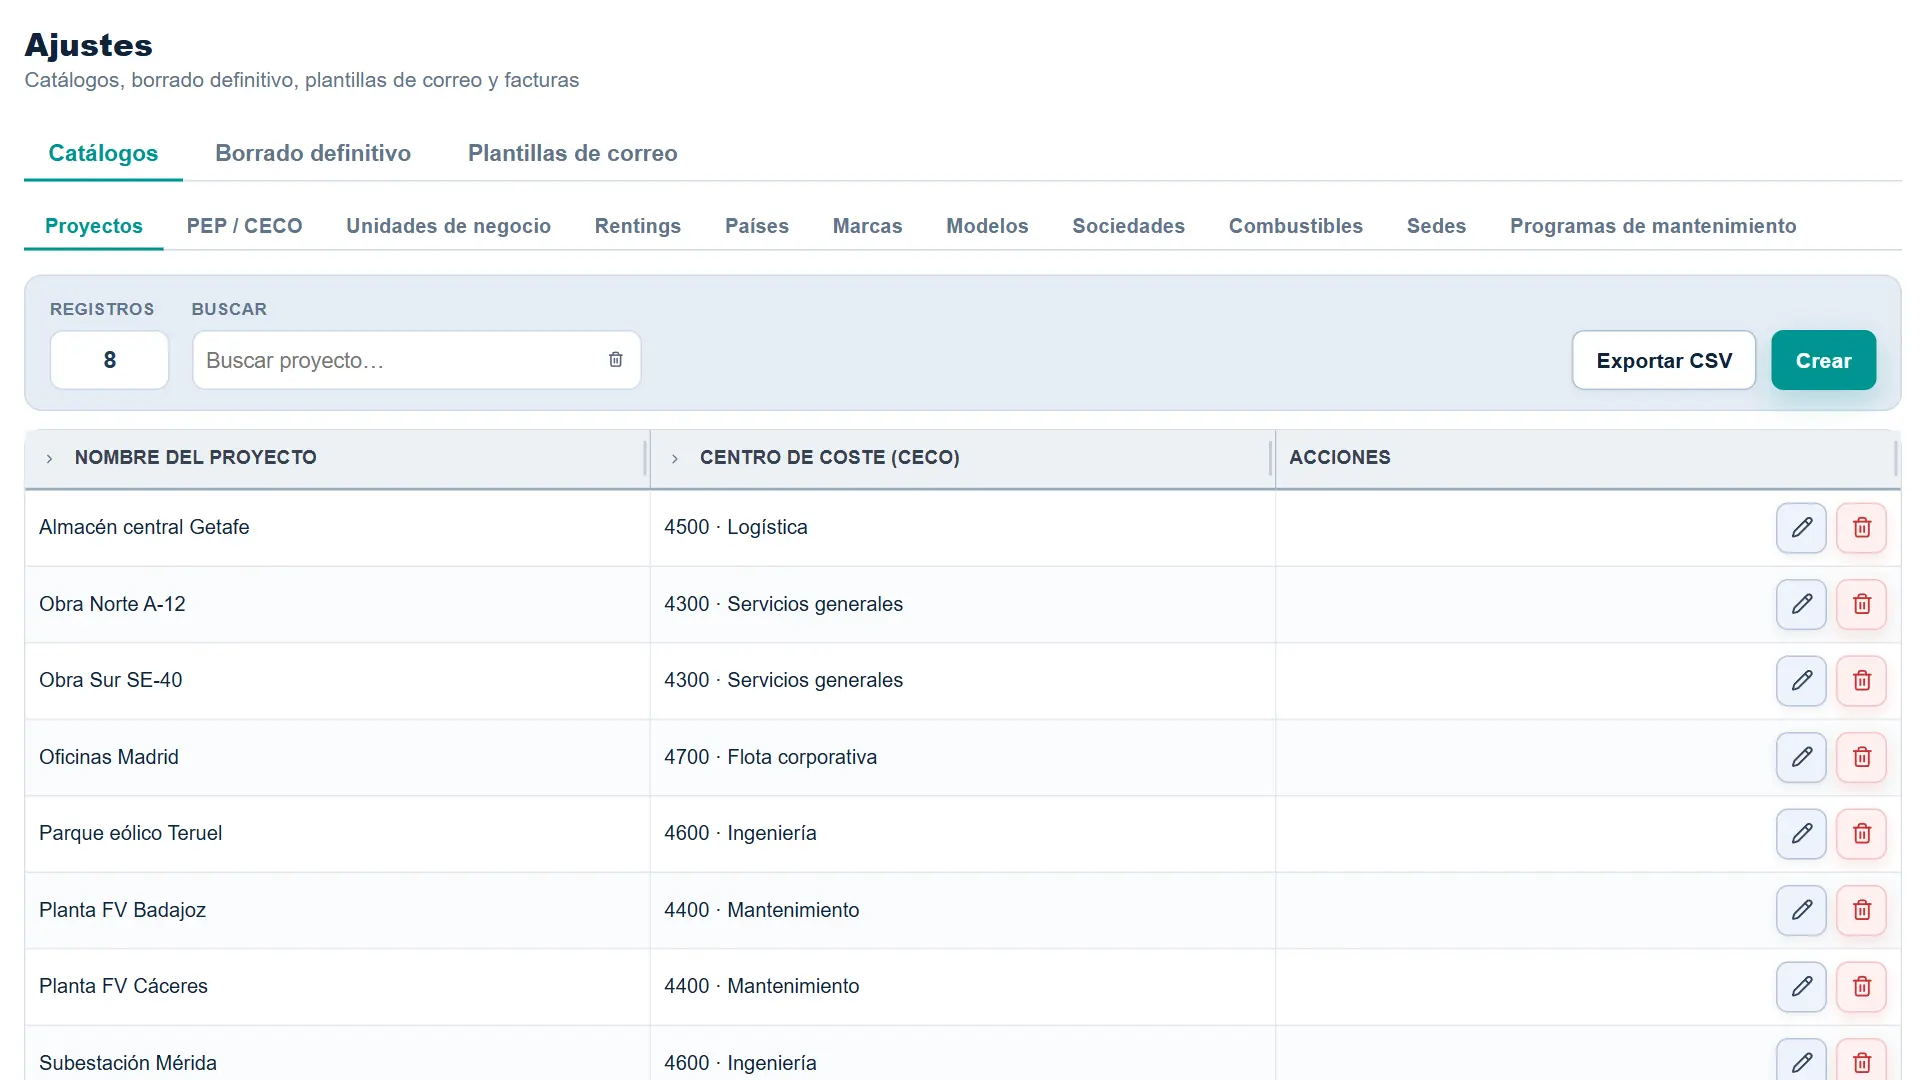 Ajustes
Catálogos, borrado definitivo, plantillas de correo y facturas
Catálogos Borrado definitivo Plantillas de correo
Proyectos PEP / CECO Unidades de negocio Rentings Países Marcas Modelos Sociedades Combustibles Sedes Programas de mantenimiento
REGISTROS BUSCAR
8 Buscar proyecto… Exportar CSV Crear
NOMBRE DEL PROYECTO CENTRO DE COSTE (CECO) ACCIONES
Almacén central Getafe 4500 · Logística
Obra Norte A-12 4300 · Servicios generales
Obra Sur SE-40 4300 · Servicios generales
Oficinas Madrid 4700 · Flota corporativa
Parque eólico Teruel 4600 · Ingeniería
Planta FV Badajoz 4400 · Mantenimiento
Planta FV Cáceres 4400 · Mantenimiento
Subestación Mérida 4600 · Ingeniería